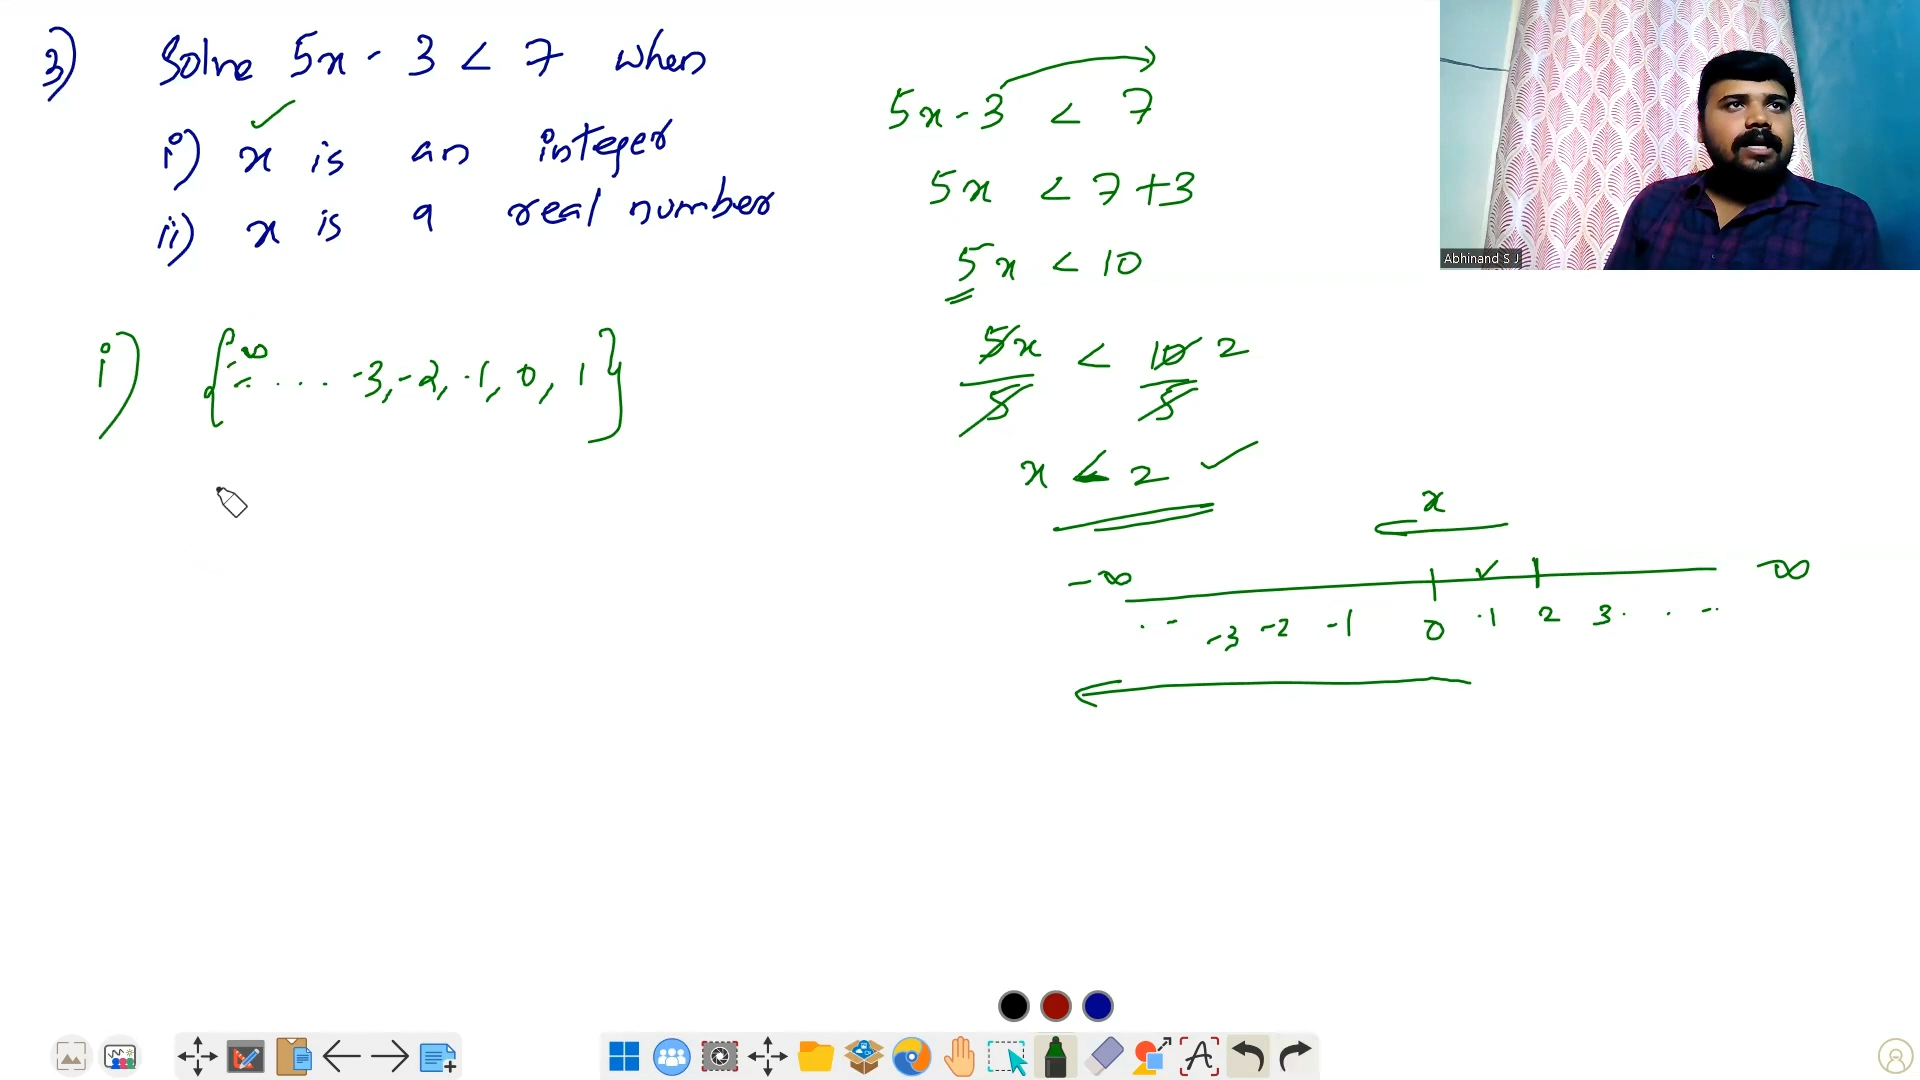 3) Solve 5x - 3 < 7 when
i) x is an integer
ii) x is a real number
i) {-∞ ... -3, -2, -1, 0, 1}
5x - 3 < 7
5x < 7 + 3
5x < 10
5x < 10 2
5 5
x < 2
x
-∞ ∞
-3 -2 -1 0 1 2 3 . . ..
Abhinand S J
A